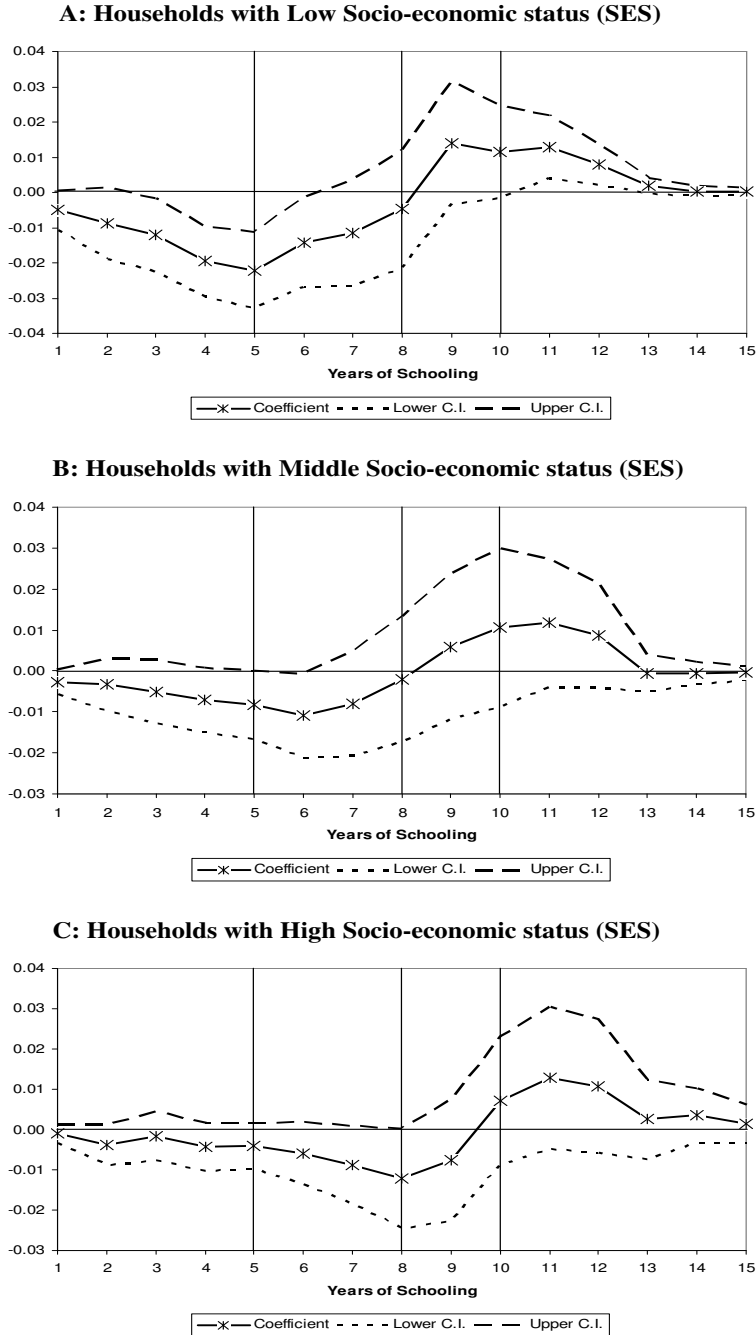 A: Households with Low Socio-economic status (SES)
0.04
0.03
0.02
0.01
0.00
-0.01
-0.02
-0.03
-0.04
1 2 3 4 5 6 7 8 9 10 11 12 13 14 15
Years of Schooling
Coefficient Lower C.I. Upper C.I.
B: Households with Middle Socio-economic status (SES)
0.04
0.03
0.02
0.01
0.00
-0.01
-0.02
-0.03
1 2 3 4 5 6 7 8 9 10 11 12 13 14 15
Years of Schooling
Coefficient Lower C.I. Upper C.I.
C: Households with High Socio-economic status (SES)
0.04
0.03
0.02
0.01
0.00
-0.01
-0.02
-0.03
1 2 3 4 5 6 7 8 9 10 11 12 13 14 15
Years of Schooling
Coefficient Lower C.I. Upper C.I.